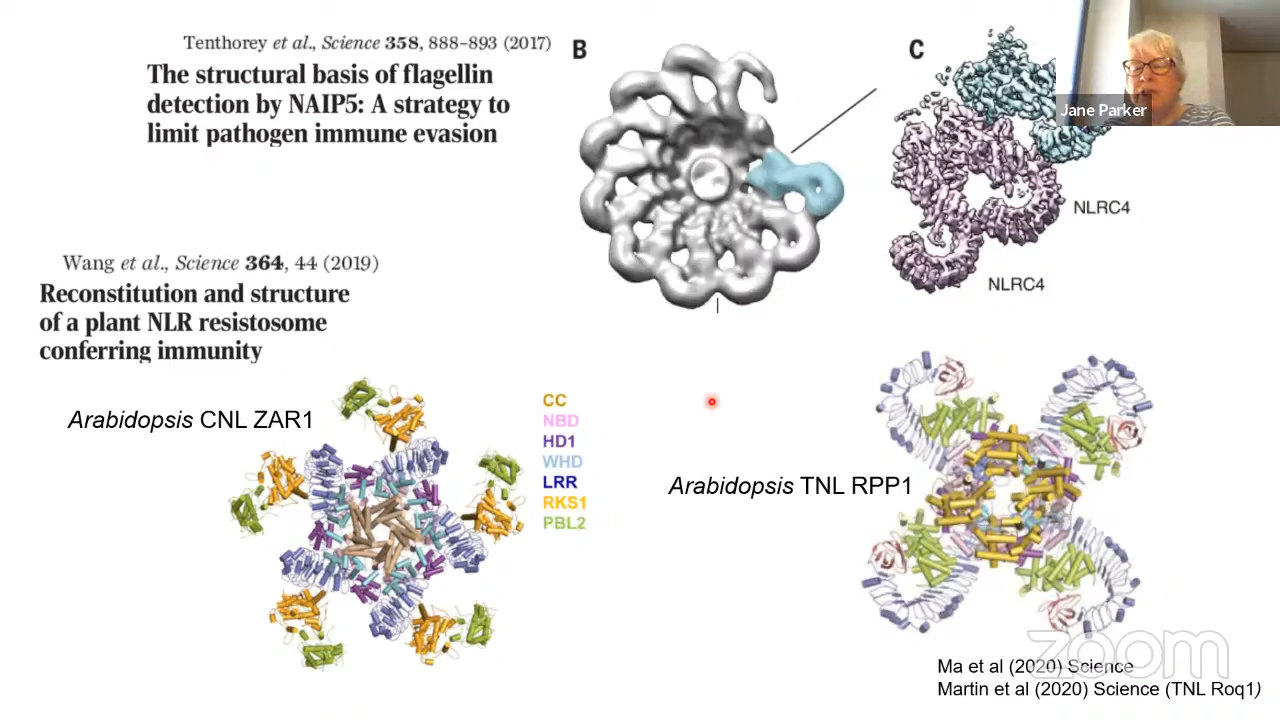 Tenthorey et al., Science 358, 888–893 (2017)
The structural basis of flagellin
detection by NAIP5: A strategy to
limit pathogen immune evasion
B
C
Jane Parker
NLRC4
NLRC4
Wang et al., Science 364, 44 (2019)
Reconstitution and structure
of a plant NLR resistosome
conferring immunity
Arabidopsis CNL ZAR1
CC
NBD
HD1
WHD
LRR
RKS1
PBL2
Arabidopsis TNL RPP1
zoom
Ma et al (2020) Science
Martin et al (2020) Science (TNL Roq1)